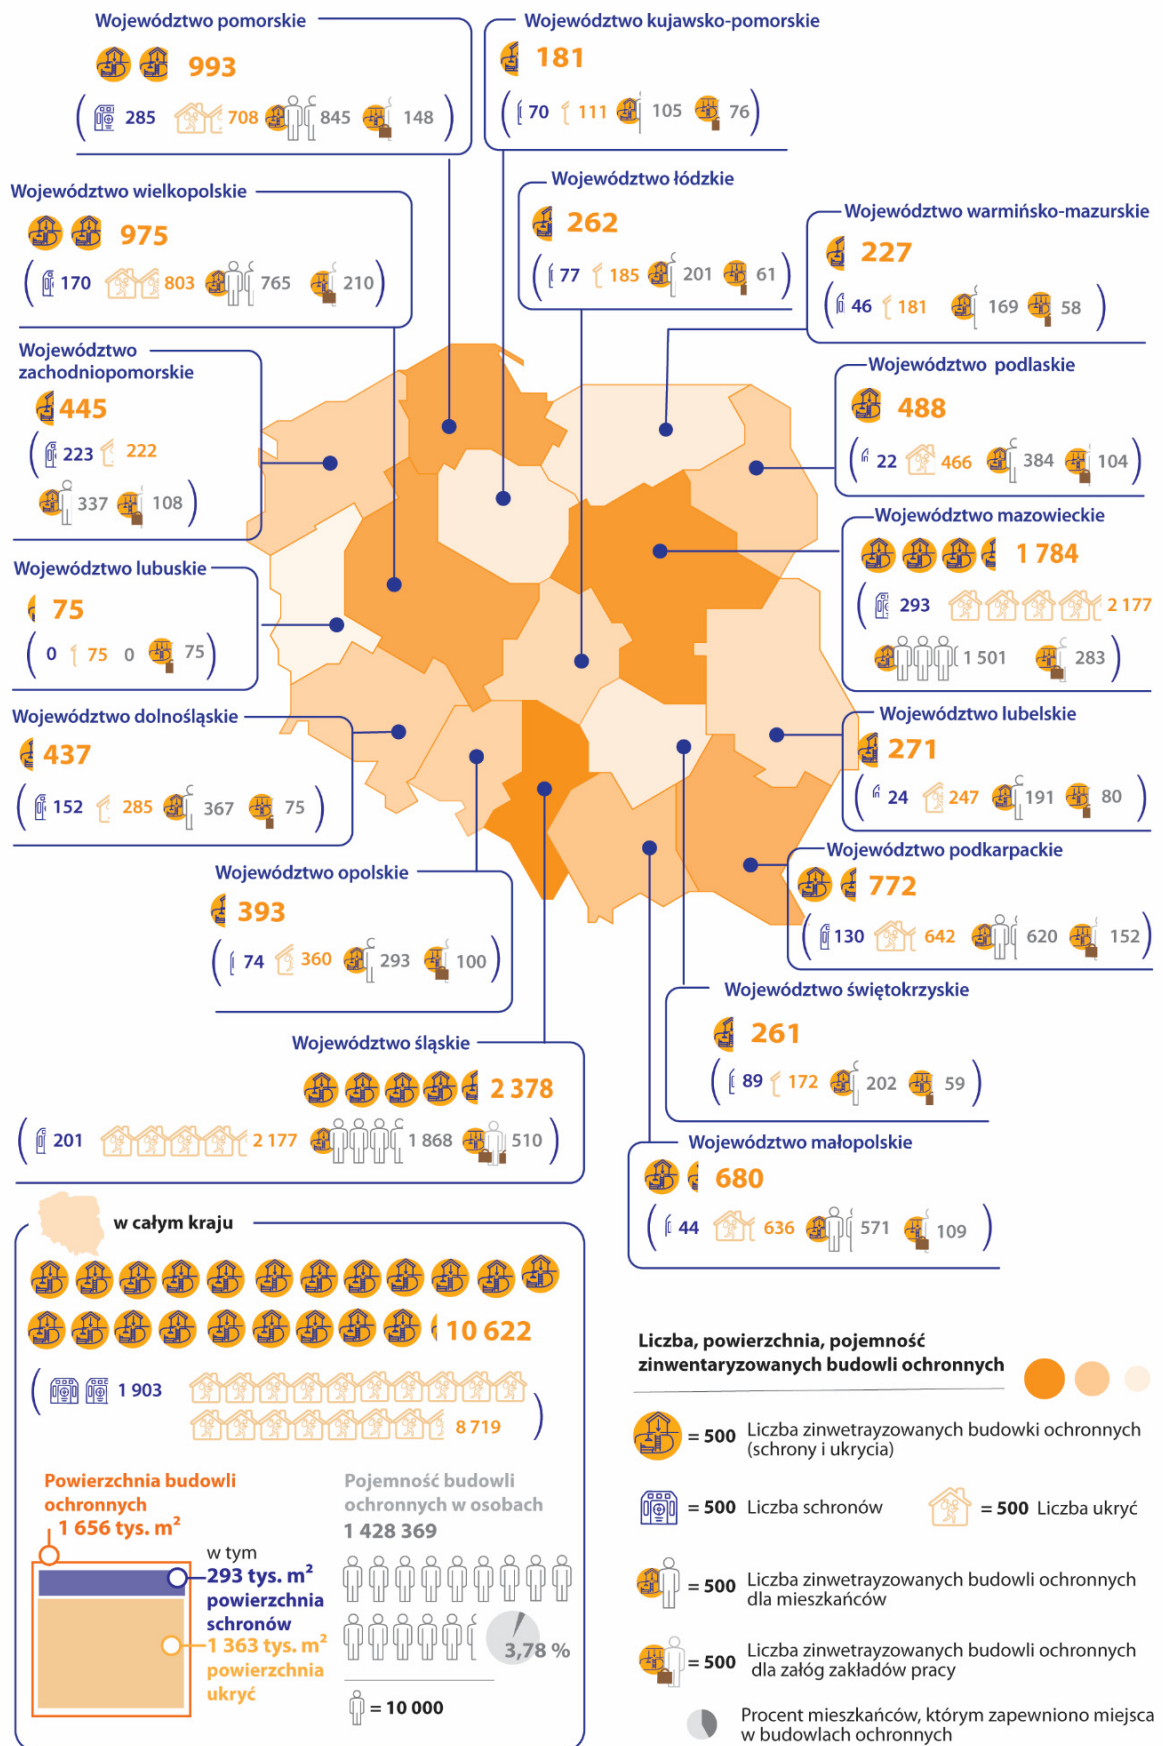 Województwo pomorskie
993
( 285 708 845 148 )
Województwo kujawsko-pomorskie
181
( 70 111 105 76 )
Województwo wielkopolskie
975
( 170 803 765 210 )
Województwo łódzkie
262
( 77 185 201 61 )
Województwo warmińsko-mazurskie
227
( 46 181 169 58 )
Województwo
zachodniopomorskie
445
( 223 222
337 108 )
Województwo podlaskie
488
( 22 466 384 104 )
Województwo mazowieckie
1 784
( 293 2 177
1 501 283 )
Województwo lubuskie
75
( 0 75 0 75 )
Województwo dolnośląskie
437
( 152 285 367 75 )
Województwo lubelskie
271
( 24 247 191 80 )
Województwo opolskie
393
( 74 360 293 100 )
Województwo podkarpackie
772
( 130 642 620 152 )
Województwo świętokrzyskie
261
( 89 172 202 59 )
Województwo śląskie
2 378
( 201 2 177 1 868 510 )
Województwo małopolskie
680
( 44 636 571 109 )
w całym kraju
10 622
( 1 903 8 719 )
Powierzchnia budowli
ochronnych
1 656 tys. m²
w tym
293 tys. m²
powierzchnia
schronów
1 363 tys. m²
powierzchnia
ukryć
Pojemność budowli
ochronnych w osobach
1 428 369
3,78 %
= 10 000
Liczba, powierzchnia, pojemność
zinwentaryzowanych budowli ochronnych
= 500 Liczba zinwetrayzowanych budowki ochronnych
(schrony i ukrycia)
= 500 Liczba schronów
= 500 Liczba ukryć
= 500 Liczba zinwetrayzowanych budowli ochronnych
dla mieszkańców
= 500 Liczba zinwetrayzowanych budowli ochronnych
dla załóg zakładów pracy
Procent mieszkańców, którym zapewniono miejsca
w budowlach ochronnych